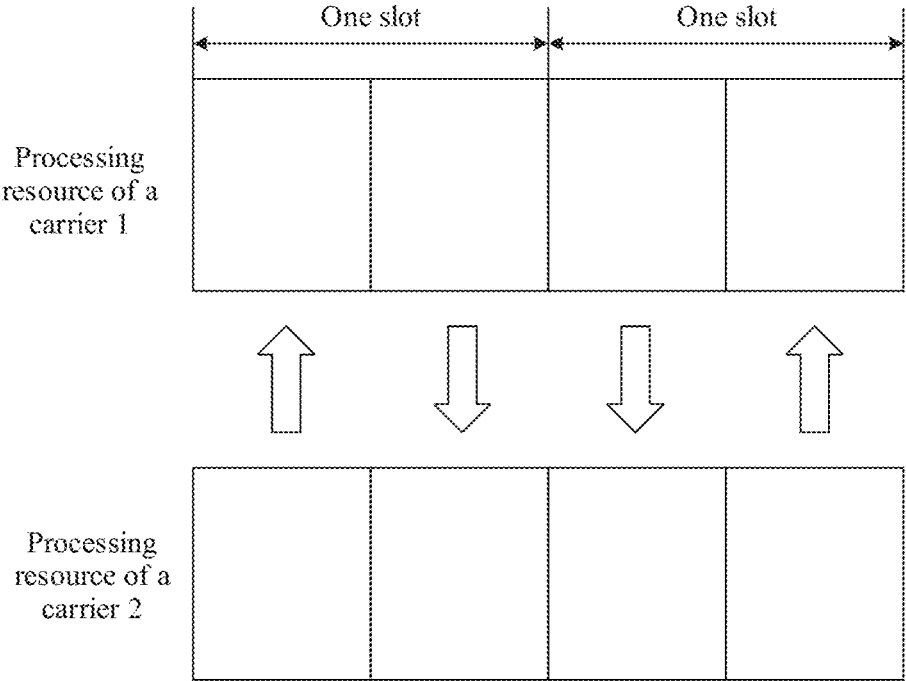 One slot
One slot
Processing
resource of a
carrier 1
Processing
resource of a
carrier 2